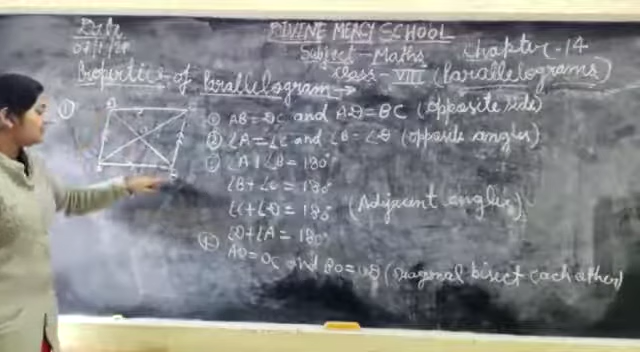 DIVINE MERCY SCHOOL
Subject - Maths
Chapter - 14
Class - VIII (Parallelograms)
Properties of Parallelogram →
① AB = DC and AD = BC (opposite side)
② ∠A = ∠C and ∠B = ∠D (opposite angles)
∠A + ∠B = 180°
∠B + ∠C = 180°
∠C + ∠D = 180° (Adjacent angles)
∠D + ∠A = 180°
AO = OC and BO = OD (Diagonal bisect each other)